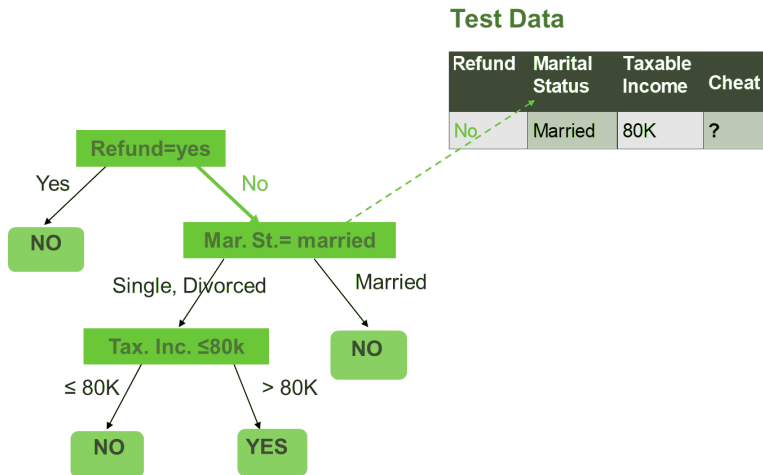 Test Data
Refund Marital Status Taxable Income Cheat
No Married 80K ?
Refund=yes
Yes No
NO
Mar. St.= married
Single, Divorced Married
Tax. Inc. ≤80k
NO
≤ 80K > 80K
NO YES